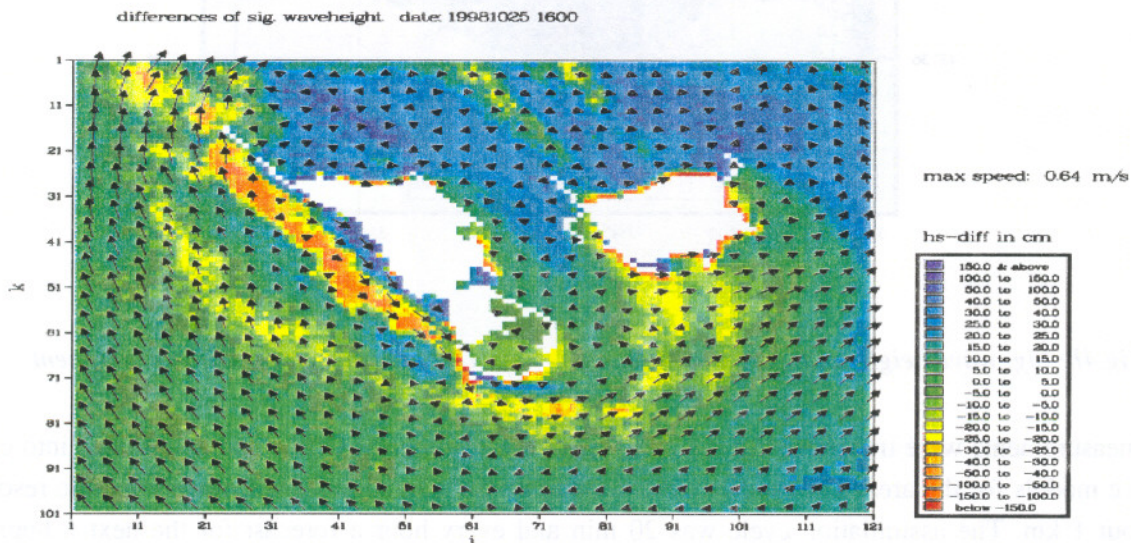 differences of sig. waveheight date: 19981025 1600
1
11
21
31
41
51
61
71
81
91
101
k
1
11
21
31
41
51
61
71
81
91
101
111
121
i
max speed: 0.64 m/s
hs-diff in cm
150.0 & above
100.0 to 150.0
50.0 to 100.0
40.0 to 50.0
30.0 to 40.0
25.0 to 30.0
20.0 to 25.0
15.0 to 20.0
10.0 to 15.0
5.0 to 10.0
0.0 to 5.0
-5.0 to 0.0
-10.0 to -5.0
-15.0 to -10.0
-20.0 to -15.0
-25.0 to -20.0
-30.0 to -25.0
-40.0 to -30.0
-50.0 to -40.0
-100.0 to -50.0
-150.0 to -100.0
below -150.0